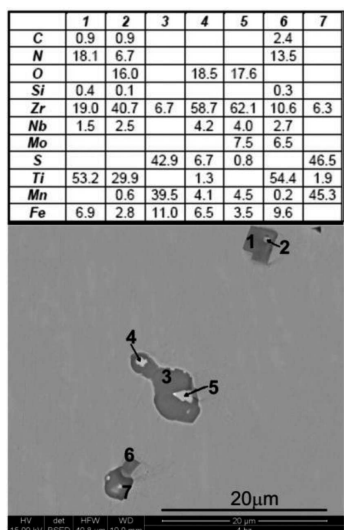 1 2 3 4 5 6 7
C 0.9 0.9 2.4
N 18.1 6.7 13.5
O 16.0 18.5 17.6
Si 0.4 0.1 0.3
Zr 19.0 40.7 6.7 58.7 62.1 10.6 6.3
Nb 1.5 2.5 4.2 4.0 2.7
Mo 7.5 6.5
S 42.9 6.7 0.8 46.5
Ti 53.2 29.9 1.3 54.4 1.9
Mn 0.6 39.5 4.1 4.5 0.2 45.3
Fe 6.9 2.8 11.0 6.5 3.5 9.6
1 2
4
3
5
6
7
20µm
HV det HFW WD 20 µm